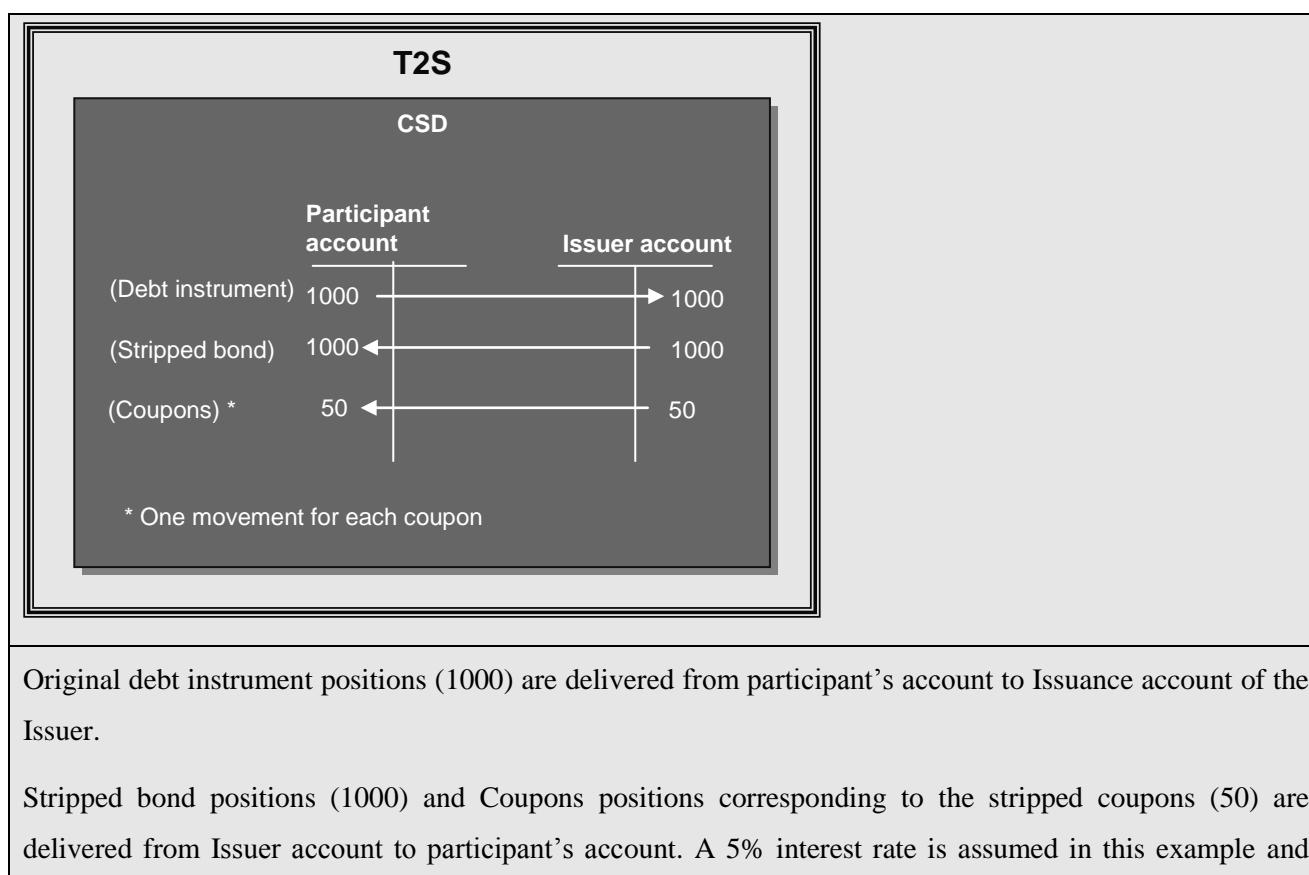 T2S
CSD
Participant
account
Issuer account
(Debt instrument) 1000 1000
(Stripped bond) 1000 1000
(Coupons) * 50 50
* One movement for each coupon
Original debt instrument positions (1000) are delivered from participant’s account to Issuance account of the
Issuer.
Stripped bond positions (1000) and Coupons positions corresponding to the stripped coupons (50) are
delivered from Issuer account to participant’s account. A 5% interest rate is assumed in this example and